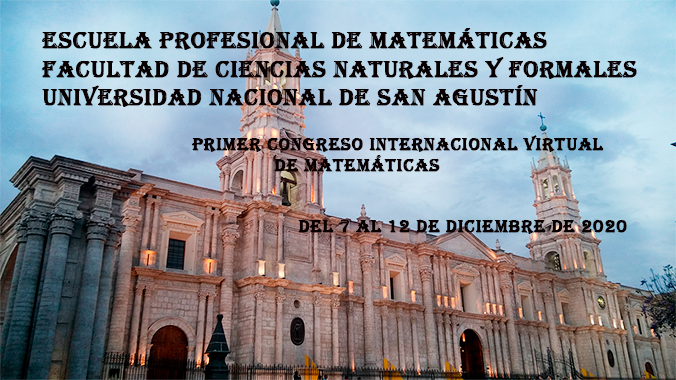 ESCUELA PROFESIONAL DE MATEMÁTICAS
FACULTAD DE CIENCIAS NATURALES Y FORMALES
UNIVERSIDAD NACIONAL DE SAN AGUSTÍN
PRIMER CONGRESO INTERNACIONAL VIRTUAL
DE MATEMÁTICAS
DEL 7 AL 12 DE DICIEMBRE DE 2020